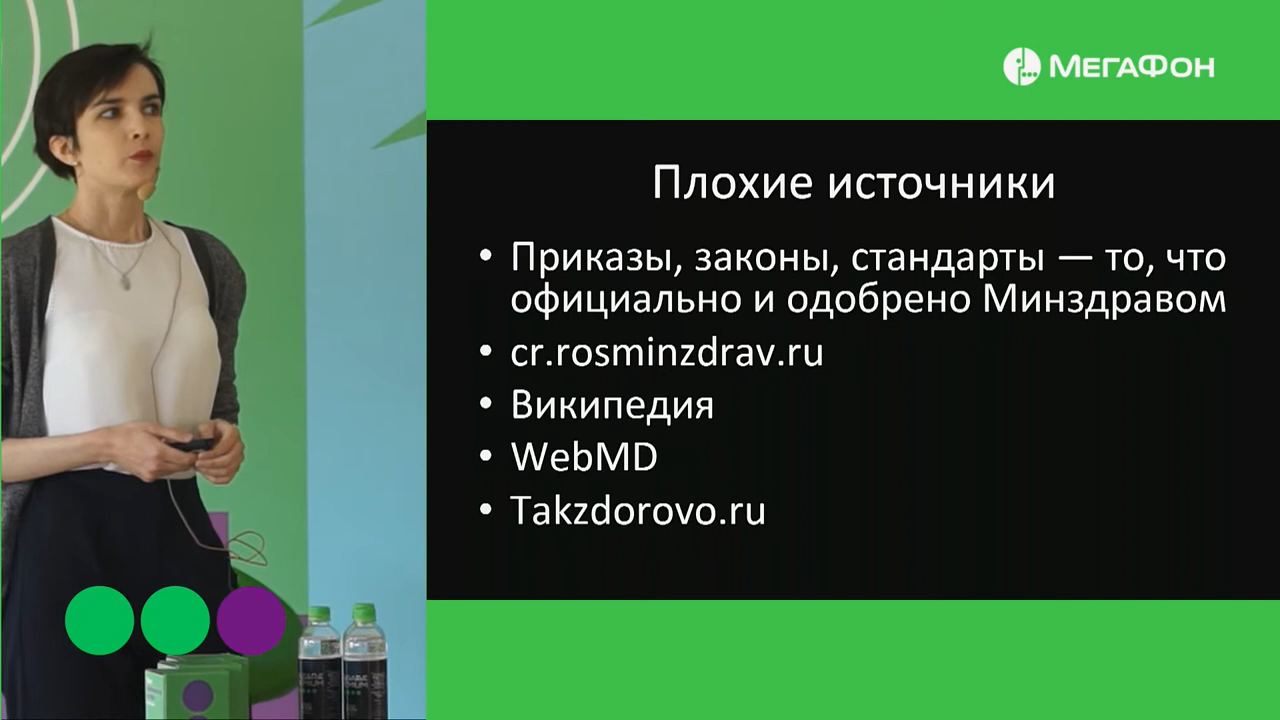 МЕГАФОН
Плохие источники
• Приказы, законы, стандарты — то, что
официально и одобрено Минздравом
• cr.rosminzdrav.ru
• Википедия
• WebMD
• Takzdorovo.ru